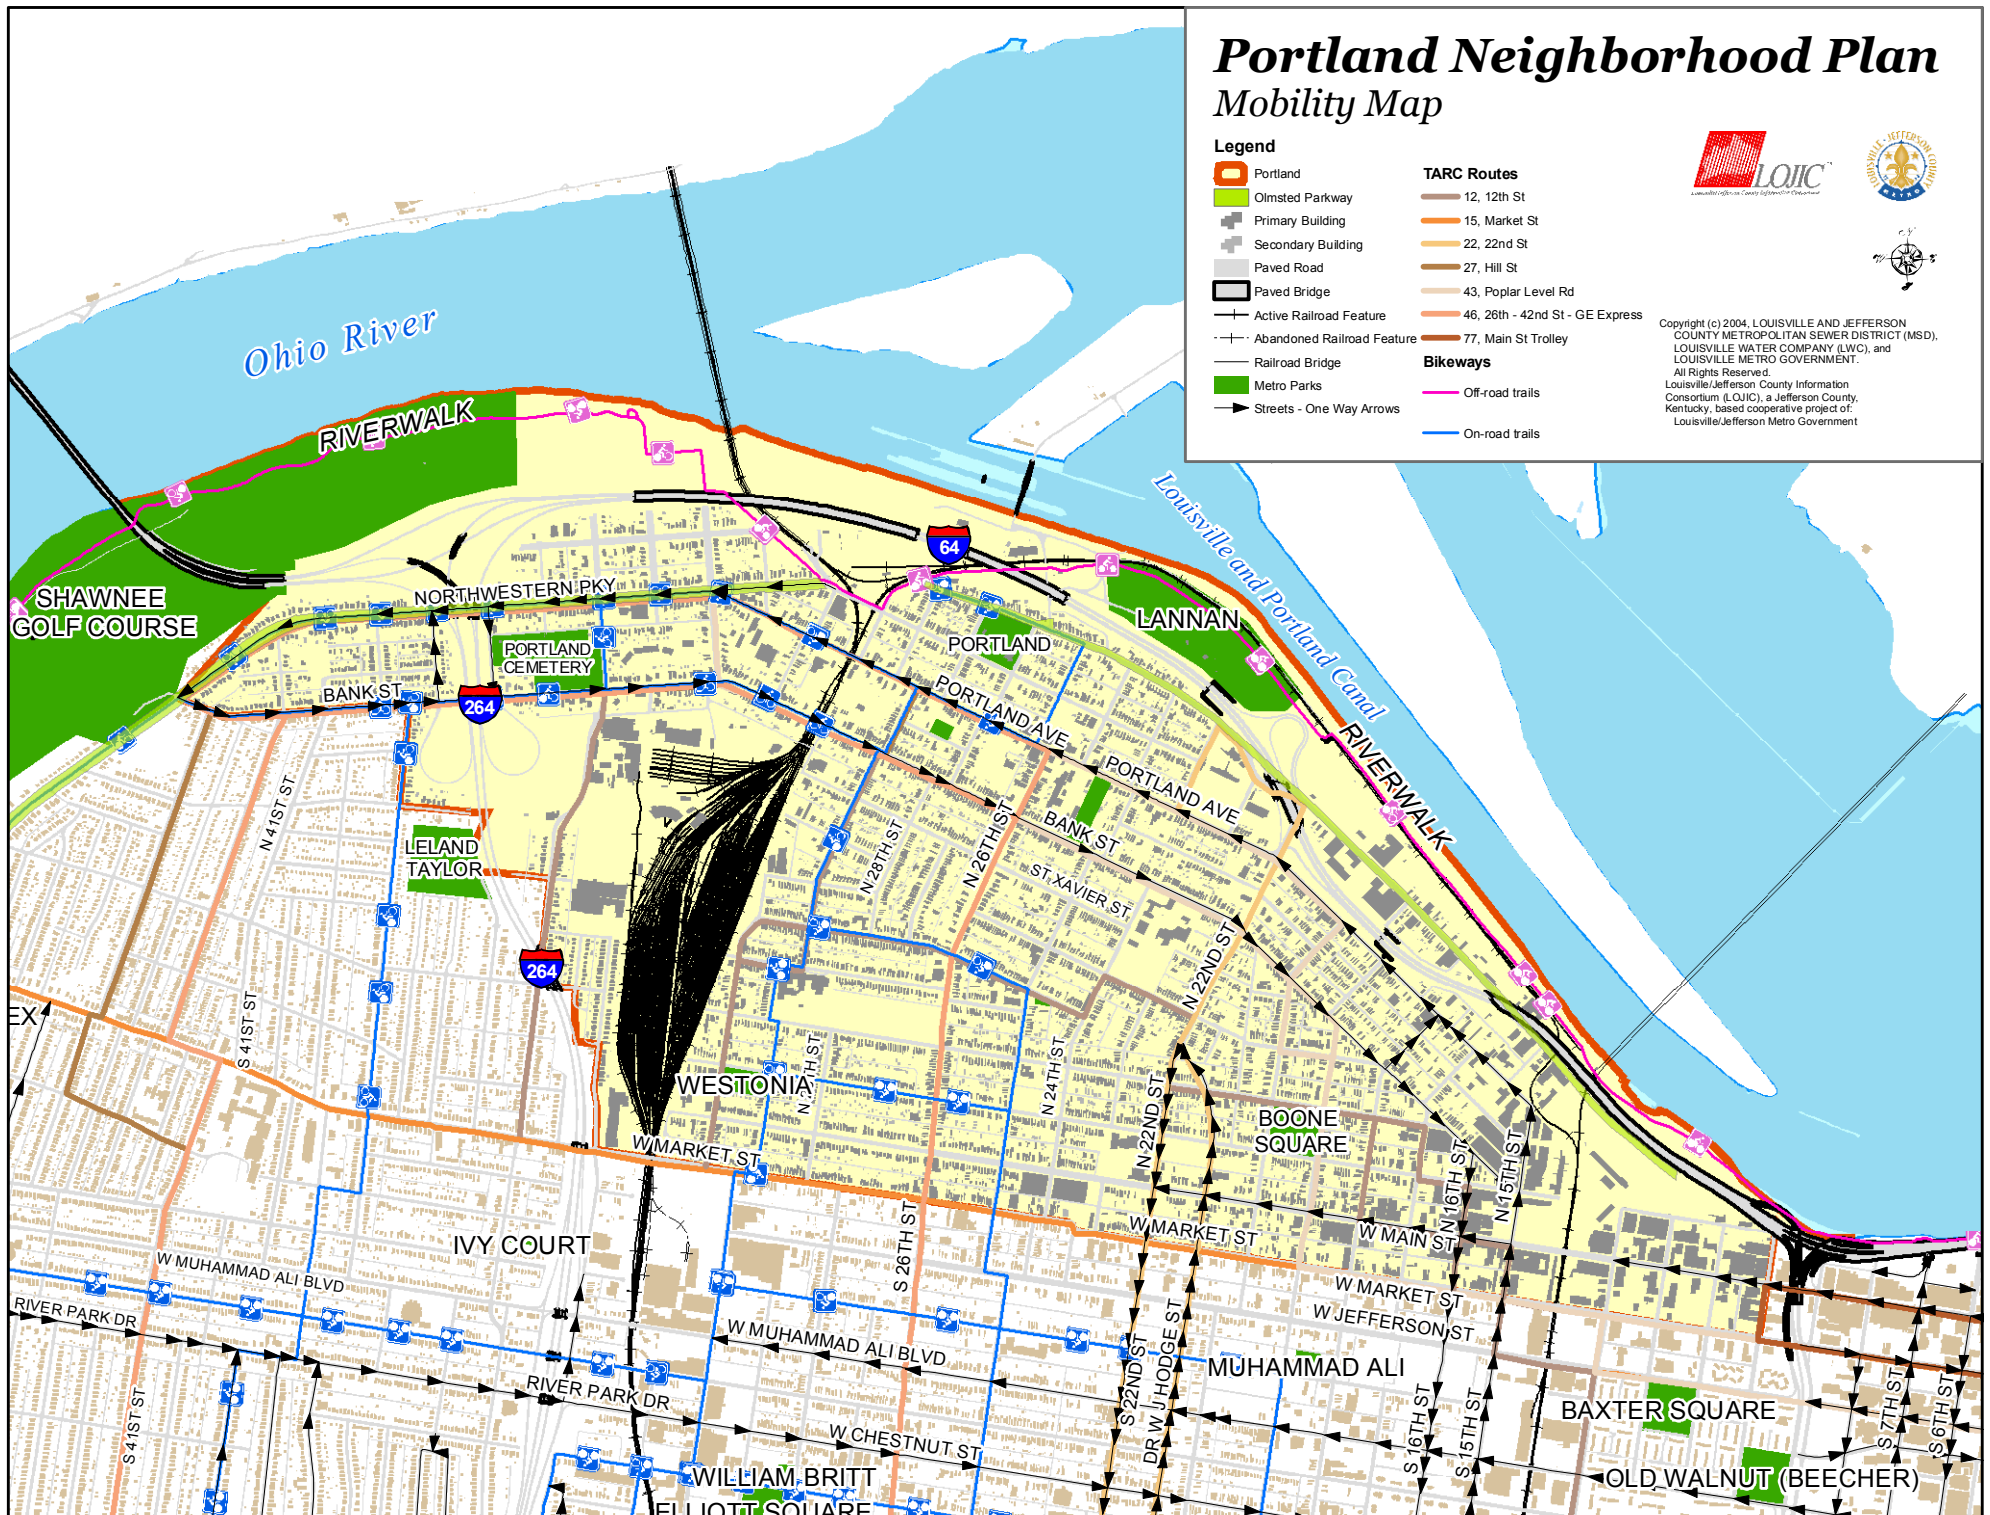 Portland Neighborhood Plan
Mobility Map
Legend
Portland
Olmsted Parkway
Primary Building
Secondary Building
Paved Road
Paved Bridge
Active Railroad Feature
Abandoned Railroad Feature
Railroad Bridge
Metro Parks
Streets - One Way Arrows
TARC Routes
12, 12th St
15, Market St
22, 22nd St
27, Hill St
43, Poplar Level Rd
46, 26th - 42nd St - GE Express
77, Main St Trolley
Bikeways
Off-road trails
On-road trails
LOJIC
Copyright (c) 2004, LOUISVILLE AND JEFFERSON
COUNTY METROPOLITAN SEWER DISTRICT (MSD),
LOUISVILLE WATER COMPANY (LWC), and
LOUISVILLE METRO GOVERNMENT.
All Rights Reserved.
Louisville/Jefferson County Information
Consortium (LOJIC), a Jefferson County,
Kentucky, based cooperative project of:
Louisville/Jefferson Metro Government
Ohio River
RIVERWALK
Louisville and Portland Canal
64
SHAWNEE
GOLF COURSE
NORTHWESTERN PKY
PORTLAND
CEMETERY
BANK ST
264
PORTLAND
LANNAN
PORTLAND AVE
RIVERWALK
PORTLAND AVE
BANK ST
N 41ST ST
LELAND
TAYLOR
N 28TH ST
N 26TH ST
ST XAVIER ST
N 22ND ST
264
EX
S 41ST ST
WESTONIA
N 24TH ST
N 22ND ST
BOONE
SQUARE
W MARKET ST
N 16TH ST
N 15TH ST
W MARKET ST
W MAIN ST
IVY COURT
S 26TH ST
W MUHAMMAD ALI BLVD
W MARKET ST
W JEFFERSON ST
RIVER PARK DR
W MUHAMMAD ALI BLVD
S 22ND ST
DR W J HODGE ST
MUHAMMAD ALI
RIVER PARK DR
S 41ST ST
W CHESTNUT ST
S 16TH ST
S 15TH ST
BAXTER SQUARE
S 7TH ST
S 6TH ST
WILLIAM BRITT
ELLIOTT SQUARE
OLD WALNUT (BEECHER)